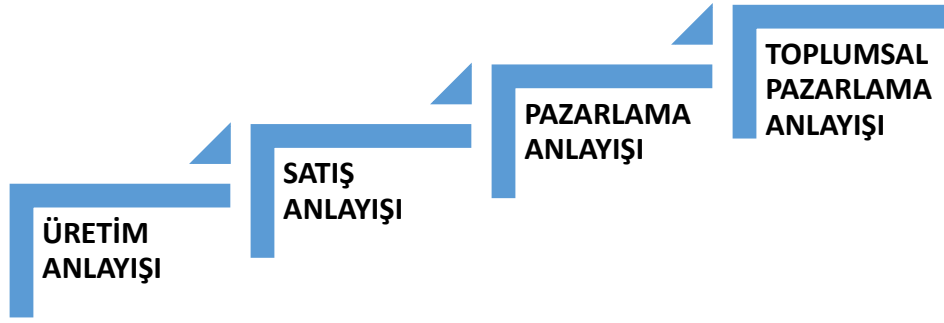 ÜRETİM
ANLAYIŞI
SATIŞ
ANLAYIŞI
PAZARLAMA
ANLAYIŞI
TOPLUMSAL
PAZARLAMA
ANLAYIŞI